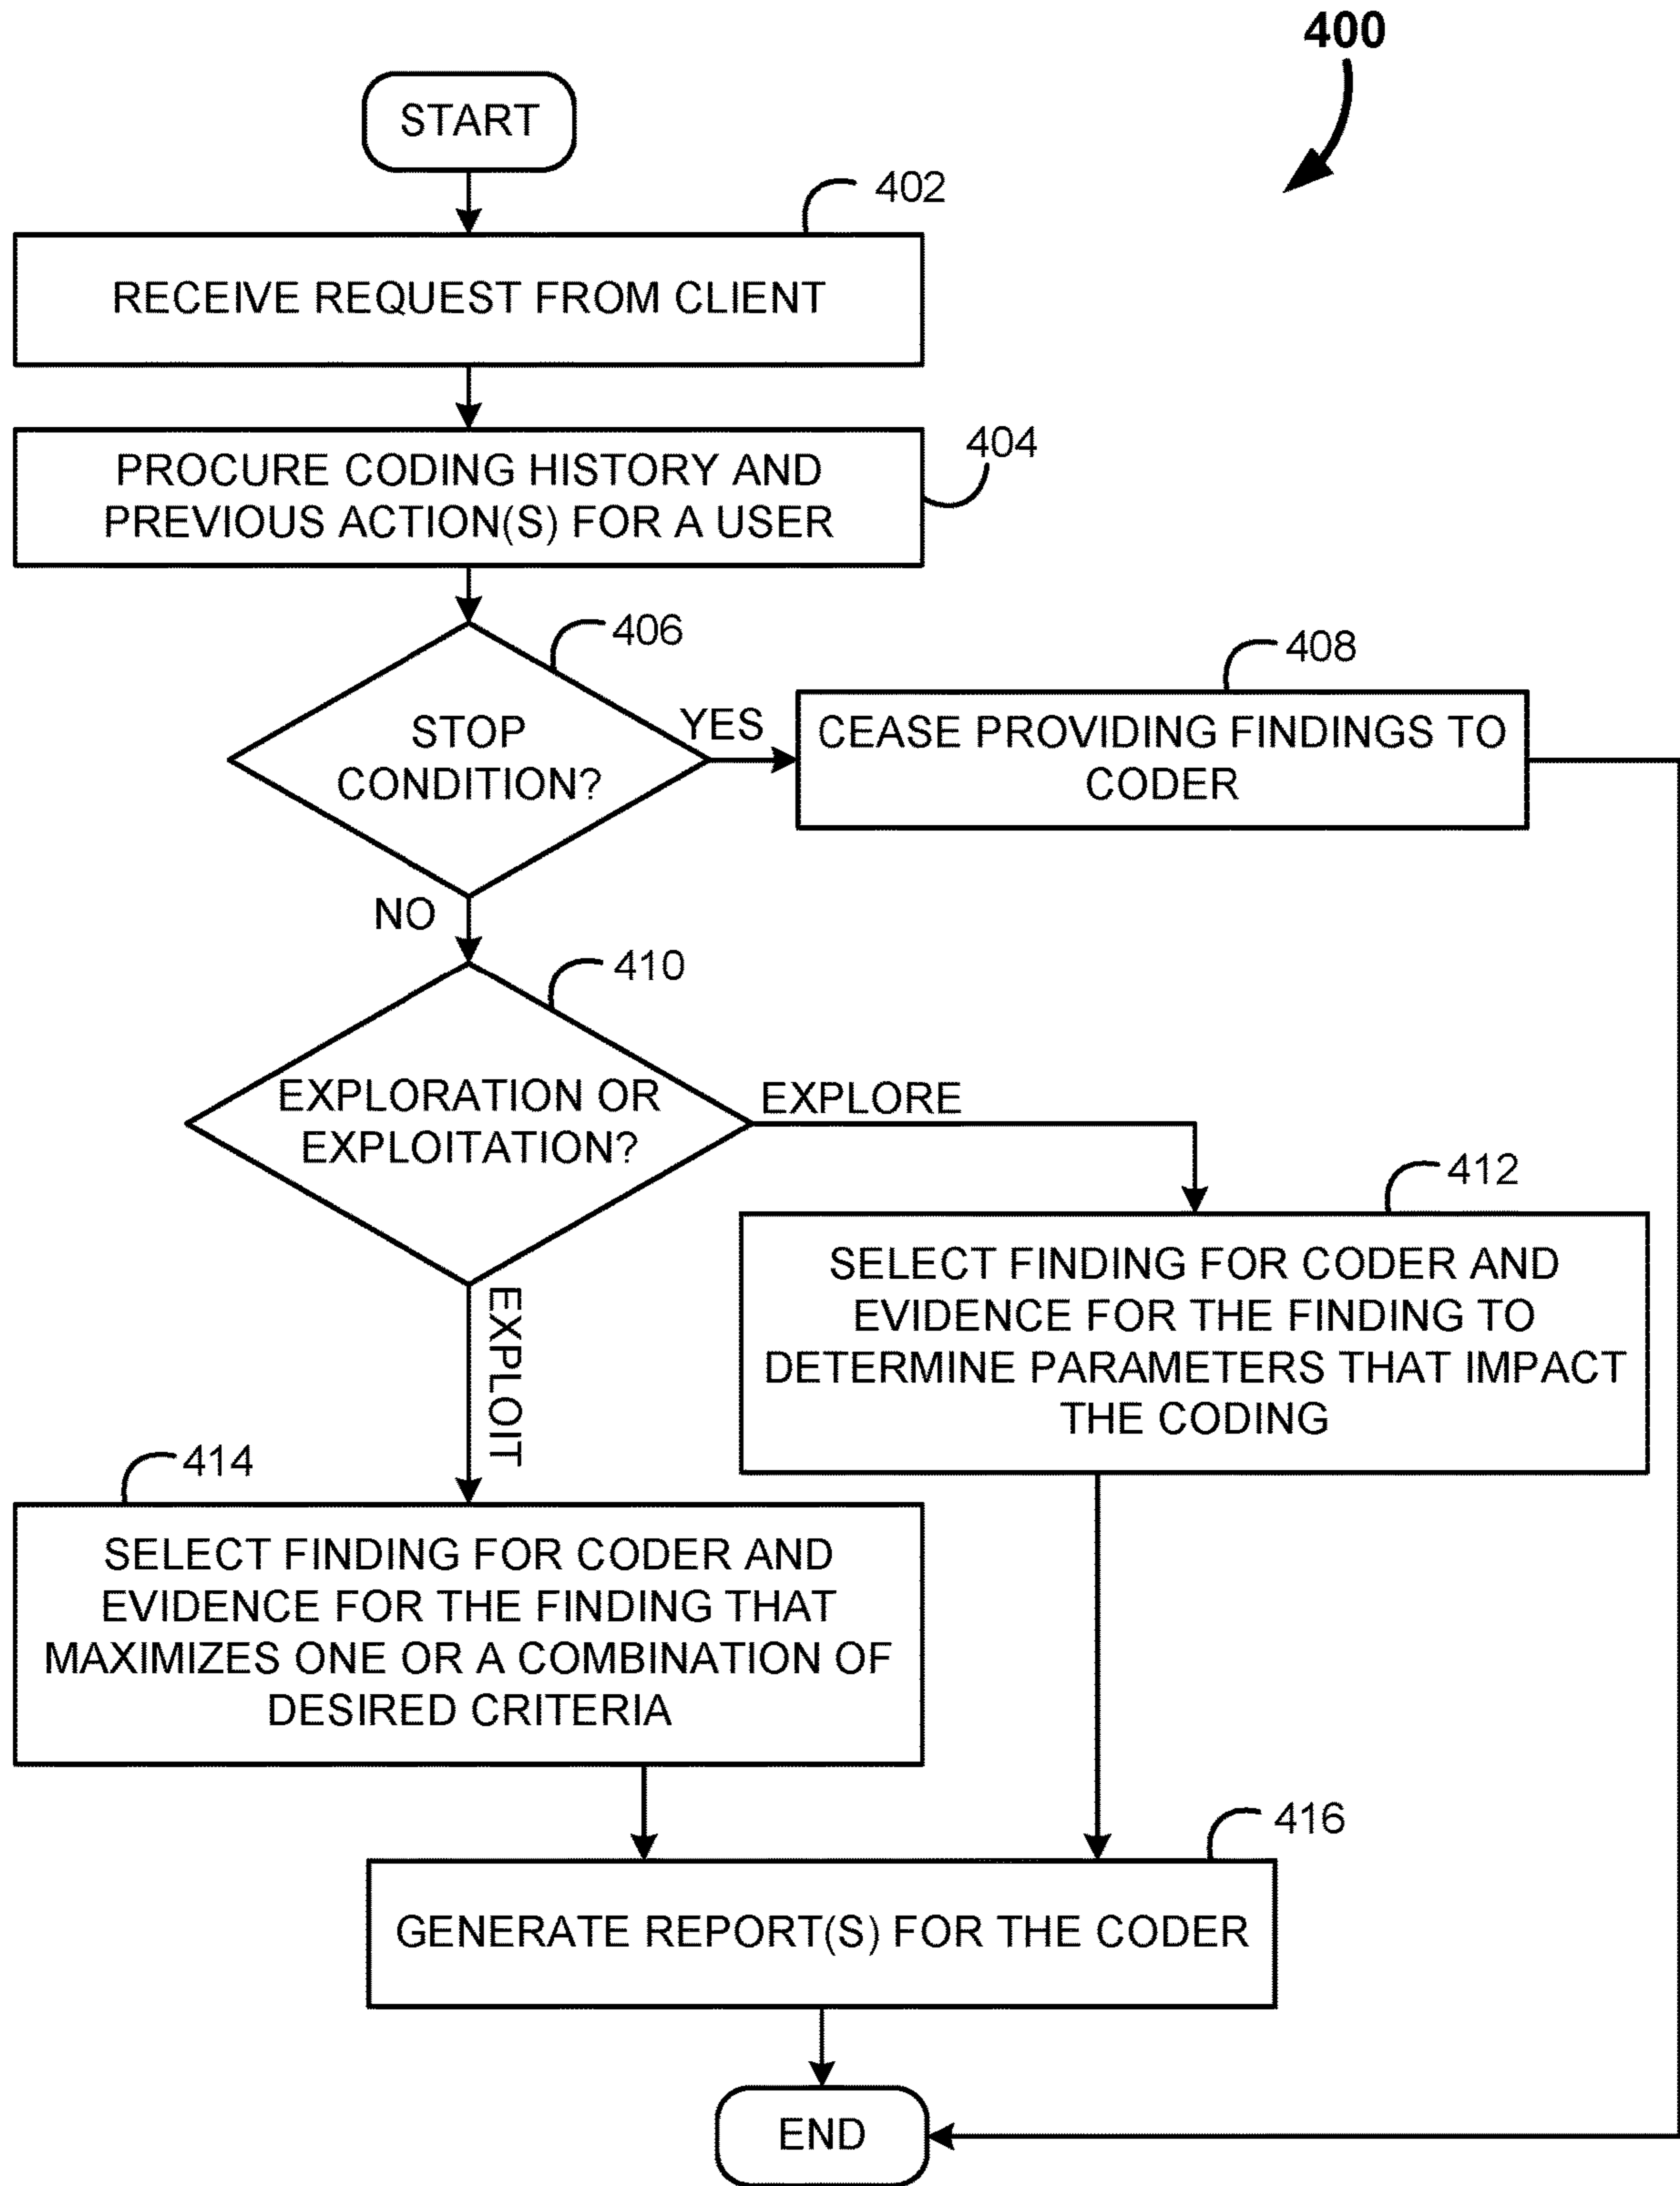 400
START
402
RECEIVE REQUEST FROM CLIENT
404
PROCURE CODING HISTORY AND
PREVIOUS ACTION(S) FOR A USER
406
STOP
CONDITION?
YES
408
CEASE PROVIDING FINDINGS TO
CODER
NO
410
EXPLORATION OR
EXPLOITATION?
EXPLORE
412
SELECT FINDING FOR CODER AND
EVIDENCE FOR THE FINDING TO
DETERMINE PARAMETERS THAT IMPACT
THE CODING
EXPLOIT
414
SELECT FINDING FOR CODER AND
EVIDENCE FOR THE FINDING THAT
MAXIMIZES ONE OR A COMBINATION OF
DESIRED CRITERIA
416
GENERATE REPORT(S) FOR THE CODER
END